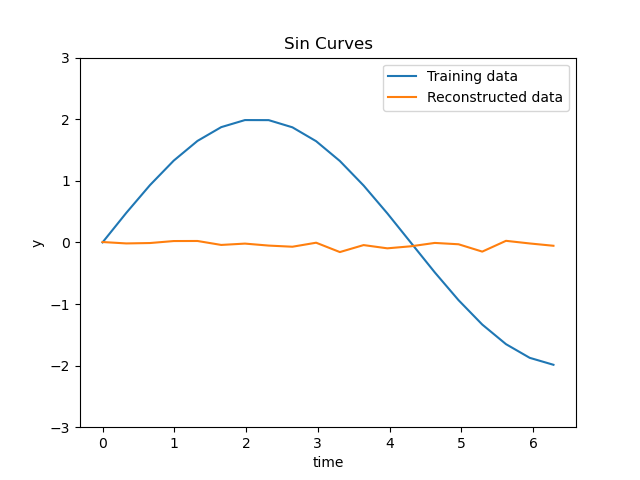 Sin Curves
Training data
Reconstructed data
3
2
1
0
−1
−2
−3
y
0 1 2 3 4 5 6
time